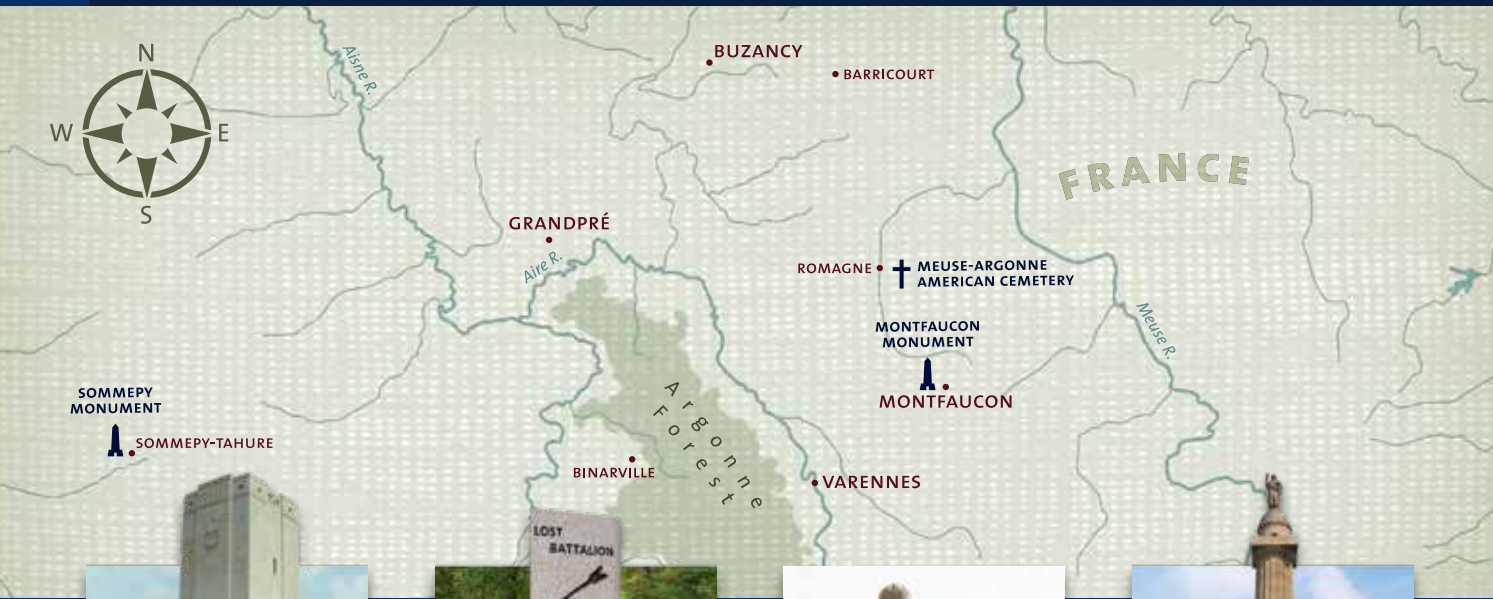 N
W
E
S
Aisne R.
BUZANCY
BARRICOURT
FRANCE
GRANDPRÉ
Aire R.
ROMAGNE
MEUSE-ARGONNE
AMERICAN CEMETERY
MONTFAUCON
MONUMENT
Meuse R.
MONTFAUCON
SOMMEPY
MONUMENT
SOMMEPY-TAHURE
Argonne
Forest
BINARVILLE
VARENNES
LOST
BATTALION